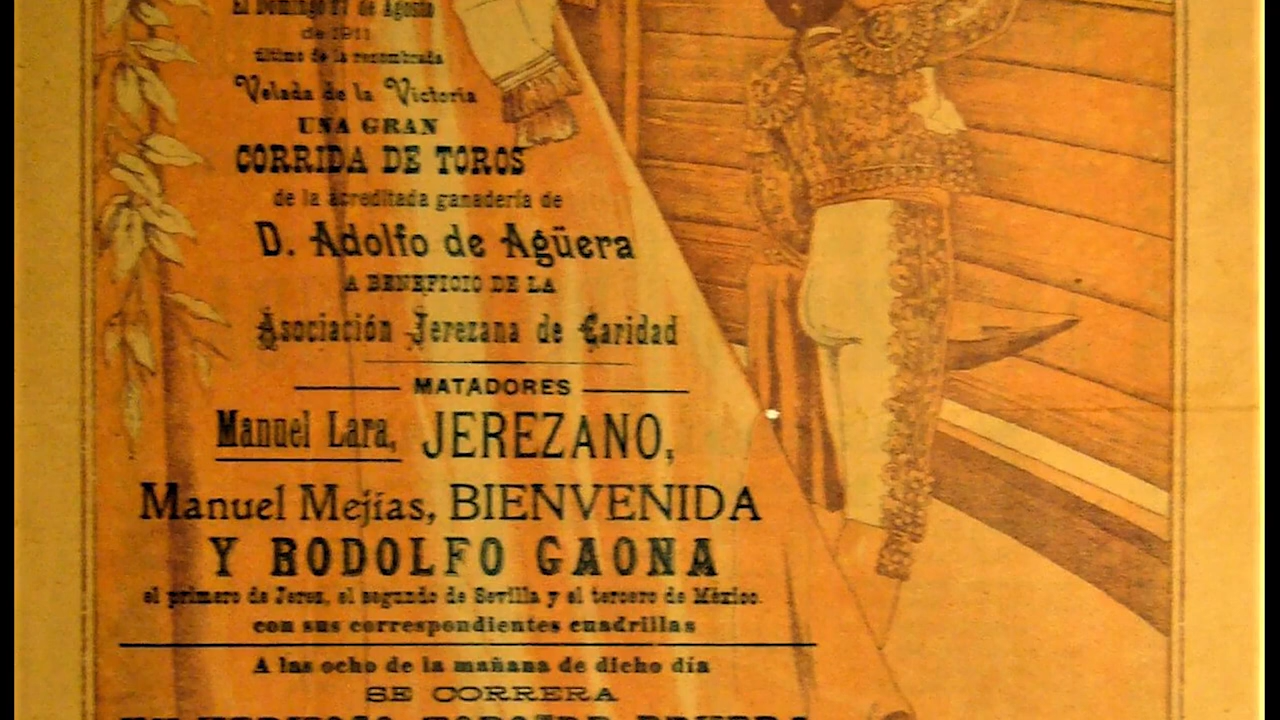 El Domingo 27 de Agosto
de 1911
último de la renombrada
Velada de la Victoria
UNA GRAN
CORRIDA DE TOROS
de la acreditada ganadería de
D. Adolfo de Agüera
A BENEFICIO DE LA
Asociación Jerezana de Caridad
MATADORES
Manuel Lara, JEREZANO,
Manuel Mejías, BIENVENIDA
Y RODOLFO GAONA
el primero de Jerez, el segundo de Sevilla y el tercero de México.
con sus correspondientes cuadrillas
A las ocho de la mañana de dicho día
SE CORRERA